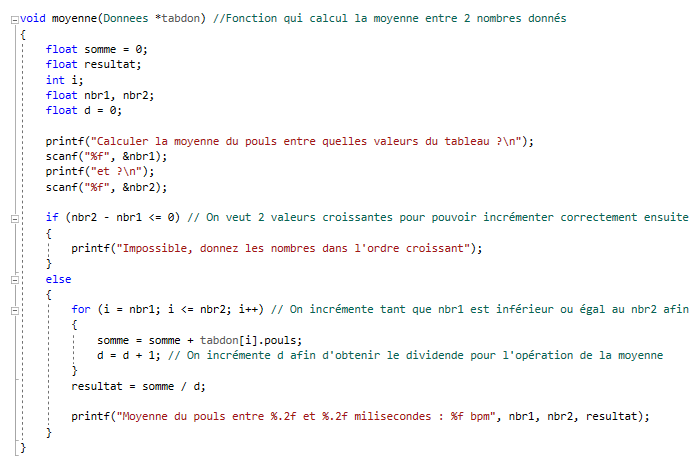 void moyenne(Donnees *tabdon) //Fonction qui calcul la moyenne entre 2 nombres donnés
{
float somme = 0;
float resultat;
int i;
float nbr1, nbr2;
float d = 0;
printf("Calculer la moyenne du pouls entre quelles valeurs du tableau ?\n");
scanf("%f", &nbr1);
printf("et ?\n");
scanf("%f", &nbr2);
if (nbr2 - nbr1 <= 0) // On veut 2 valeurs croissantes pour pouvoir incrémenter correctement ensuite
{
printf("Impossible, donnez les nombres dans l'ordre croissant");
}
else
{
for (i = nbr1; i <= nbr2; i++) // On incrémente tant que nbr1 est inférieur ou égal au nbr2 afin
{
somme = somme + tabdon[i].pouls;
d = d + 1; // On incrémente d afin d'obtenir le dividende pour l'opération de la moyenne
}
resultat = somme / d;
printf("Moyenne du pouls entre %.2f et %.2f milisecondes : %f bpm", nbr1, nbr2, resultat);
}
}